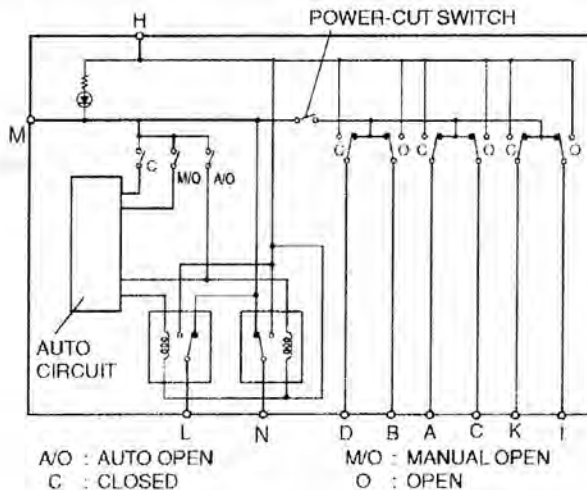 POWER-CUT SWITCH
H
M
C O C O C O
C M/O A/O
AUTO
CIRCUIT
L N D B A C K I
A/O : AUTO OPEN M/O : MANUAL OPEN
C : CLOSED O : OPEN